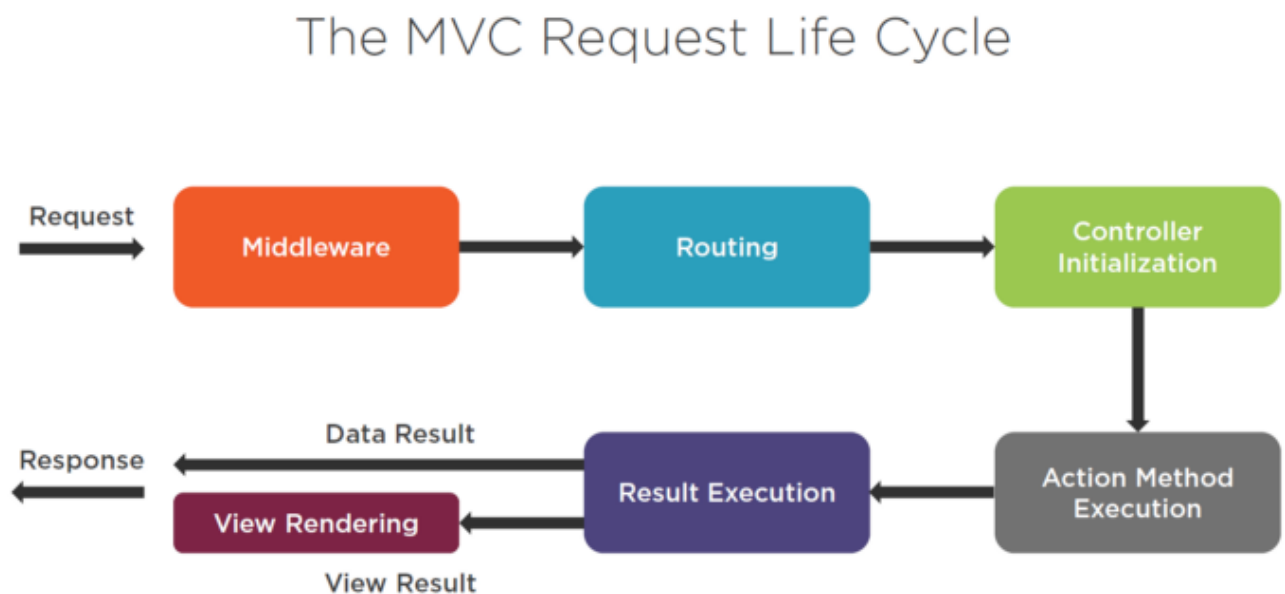 The MVC Request Life Cycle
Request
Middleware
Routing
Controller
Initialization
Data Result
Response
Result Execution
Action Method
Execution
View Rendering
View Result